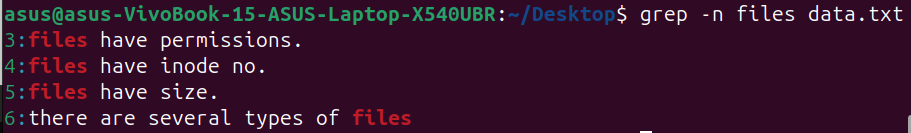 asus@asus-VivoBook-15-ASUS-Laptop-X540UBR:~/Desktop$ grep -n files data.txt
3:files have permissions.
4:files have inode no.
5:files have size.
6:there are several types of files